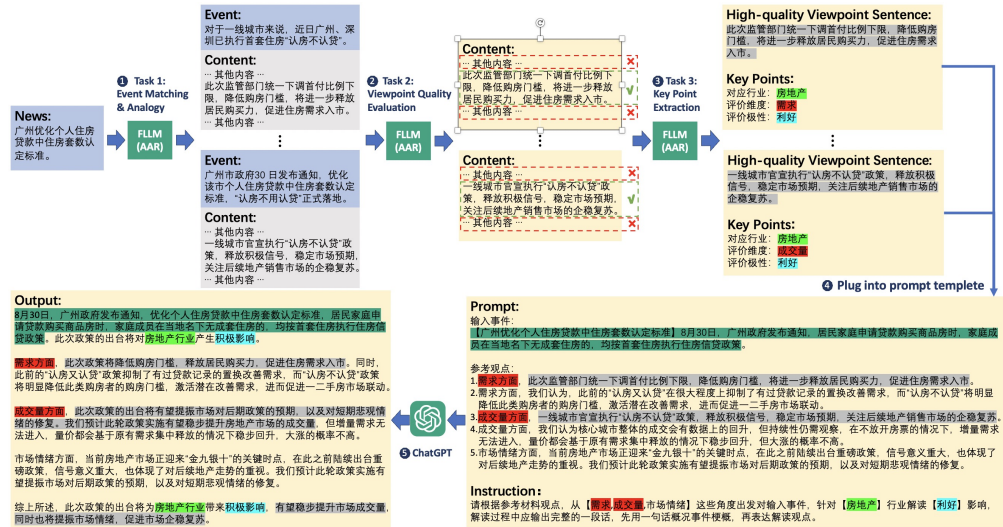 News:
广州优化个人住房
贷款中住房套数认
定标准。
❶ Task 1:
Event Matching
& Analogy
FLLM
(AAR)
Event:
对于一线城市来说，近日广州、深
圳已执行首套住房“认房不认贷”。
Content:
··· 其他内容 ···
此次监管部门统一下调首付比例下
限，降低购房门槛，将进一步释放
居民购买力，促进住房需求入市。
··· 其他内容 ···
Event:
广州市政府30 日发布通知，优化
该市个人住房贷款中住房套数认定
标准，“认房不用认贷”正式落地。
Content:
··· 其他内容 ···
一线城市官宣执行“认房不认贷”政
策，释放积极信号，稳定市场预期，
关注后续地产销售市场的企稳复苏。
··· 其他内容 ···
❷ Task 2:
Viewpoint Quality
Evaluation
FLLM
(AAR)
Content:
··· 其他内容 ···
此次监管部门统一下调首付比例下
限，降低购房门槛，将进一步释放
居民购买力，促进住房需求入市。
··· 其他内容 ···
Content:
··· 其他内容 ···
一线城市官宣执行“认房不认贷”政
策，释放积极信号，稳定市场预期，
关注后续地产销售市场的企稳复苏。
··· 其他内容 ···
❸ Task 3:
Key Point
Extraction
FLLM
(AAR)
High-quality Viewpoint Sentence:
此次监管部门统一下调首付比例下限，降低购房
门槛，将进一步释放居民购买力，促进住房需求
入市。
Key Points:
对应行业：房地产
评价维度：需求
评价极性：利好
High-quality Viewpoint Sentence:
一线城市官宣执行“认房不认贷”政策，释放积极
信号，稳定市场预期，关注后续地产销售市场的
企稳复苏。
Key Points:
对应行业：房地产
评价维度：成交量
评价极性：利好
❹ Plug into prompt templete
Prompt:
输入事件：
【广州优化个人住房贷款中住房套数认定标准】8月30日，广州政府发布通知，居民家庭申请贷款购买商品房时，家庭成
员在当地名下无成套住房的，均按首套住房执行住房信贷政策。
参考观点：
1.需求方面，此次监管部门统一下调首付比例下限，降低购房门槛，将进一步释放居民购买力，促进住房需求入市。
2.需求方面，我们认为，此前的“认房又认贷”在很大程度上抑制了有过贷款记录的置换改善需求，而“认房不认贷”将明显
降低此类购房者的购房门槛，激活潜在改善需求，进而促进一二手房市场联动。
3.成交量方面，一线城市官宣执行“认房不认贷”政策，释放积极信号，稳定市场预期，关注后续地产销售市场的企稳复苏。
4.成交量方面，我们认为核心城市整体的成交会有数据上的回升，但持续性仍需观察，在不放开房票的情况下，增量需求
无法进入，量价都会基于原有需求集中释放的情况下稳步回升，但大涨的概率不高。
5.市场情绪方面，当前房地产市场正迎来“金九银十”的关键时点，在此之前陆续出台重磅政策，信号意义重大，也体现了
对后续地产走势的重视。我们预计此轮政策实施有望提振市场对后期政策的预期，以及对短期悲观情绪的修复。
Instruction：
请根据参考材料观点，从【需求,成交量,市场情绪】这些角度出发对输入事件，针对【房地产】行业解读【利好】影响，
解读过程中应输出完整的一段话，先用一句话概况事件梗概，再表达解读观点。
❺ ChatGPT
Output:
8月30日，广州政府发布通知，优化个人住房贷款中住房套数认定标准，居民家庭申
请贷款购买商品房时，家庭成员在当地名下无成套住房的，均按首套住房执行住房信
贷政策。此次政策的出台将对房地产行业产生积极影响。
需求方面，此次政策将降低购房门槛，释放居民购买力，促进住房需求入市。同时，
此前的“认房又认贷”政策抑制了有过贷款记录的置换改善需求，而“认房不认贷”政策
将明显降低此类购房者的购房门槛，激活潜在改善需求，进而促进一二手房市场联动。
成交量方面，此次政策的出台将有望提振市场对后期政策的预期，以及对短期悲观情
绪的修复。我们预计此轮政策实施有望稳步提升房地产市场的成交量，但增量需求无
法进入，量价都会基于原有需求集中释放的情况下稳步回升，大涨的概率不高。
市场情绪方面，当前房地产市场正迎来“金九银十”的关键时点，在此之前陆续出台重
磅政策，信号意义重大，也体现了对后续地产走势的重视。我们预计此轮政策实施有
望提振市场对后期政策的预期，以及对短期悲观情绪的修复。
综上所述，此次政策的出台将为房地产行业带来积极影响，有望稳步提升市场成交量，
同时也将提振市场情绪，促进市场企稳复苏。